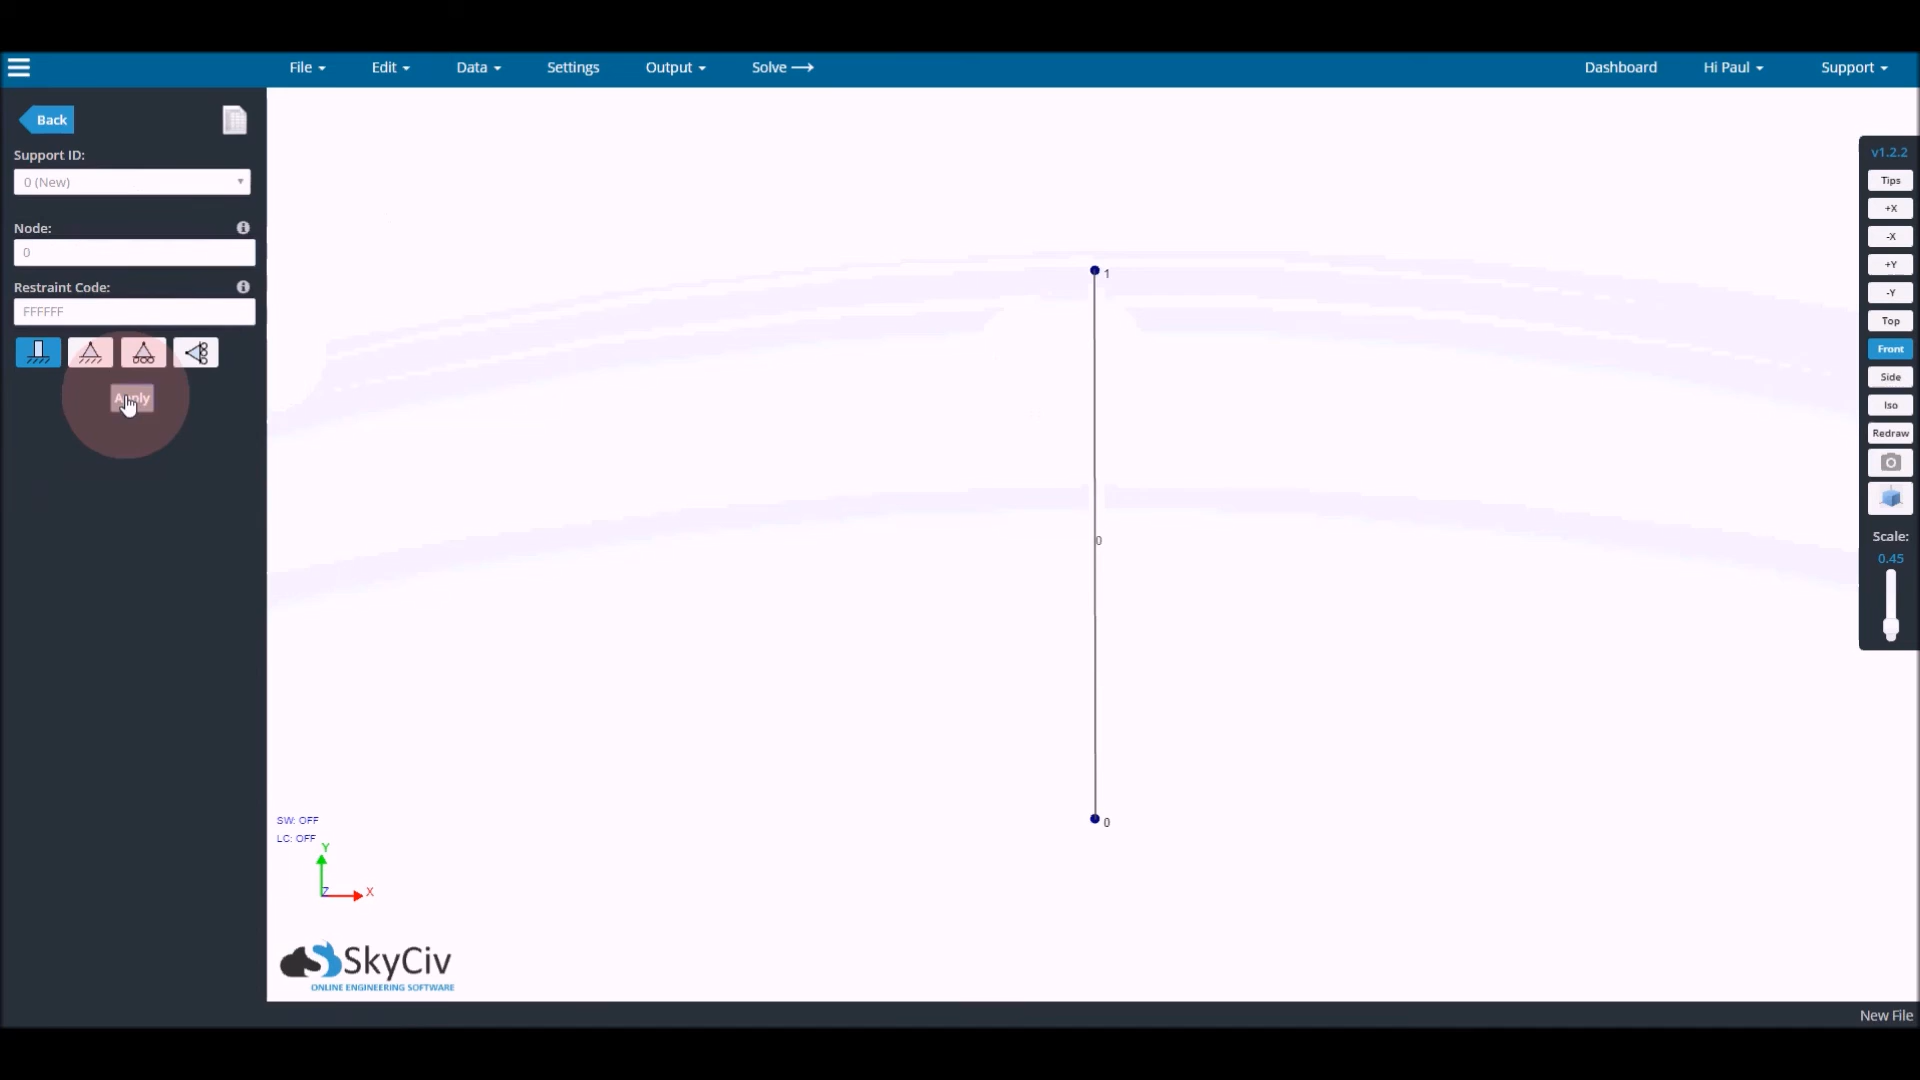 File
Edit
Data
Settings
Output
Solve
Dashboard
Hi Paul
Support
Back
Support ID:
0 (New)
Node:
0
Restraint Code:
FFFFFF
Apply
1
0
0
v1.2.2
Tips
+X
-X
+Y
-Y
Top
Front
Side
Iso
Redraw
Scale:
0.45
SW: OFF
LC: OFF
Y
Z
X
SkyCiv
ONLINE ENGINEERING SOFTWARE
New File